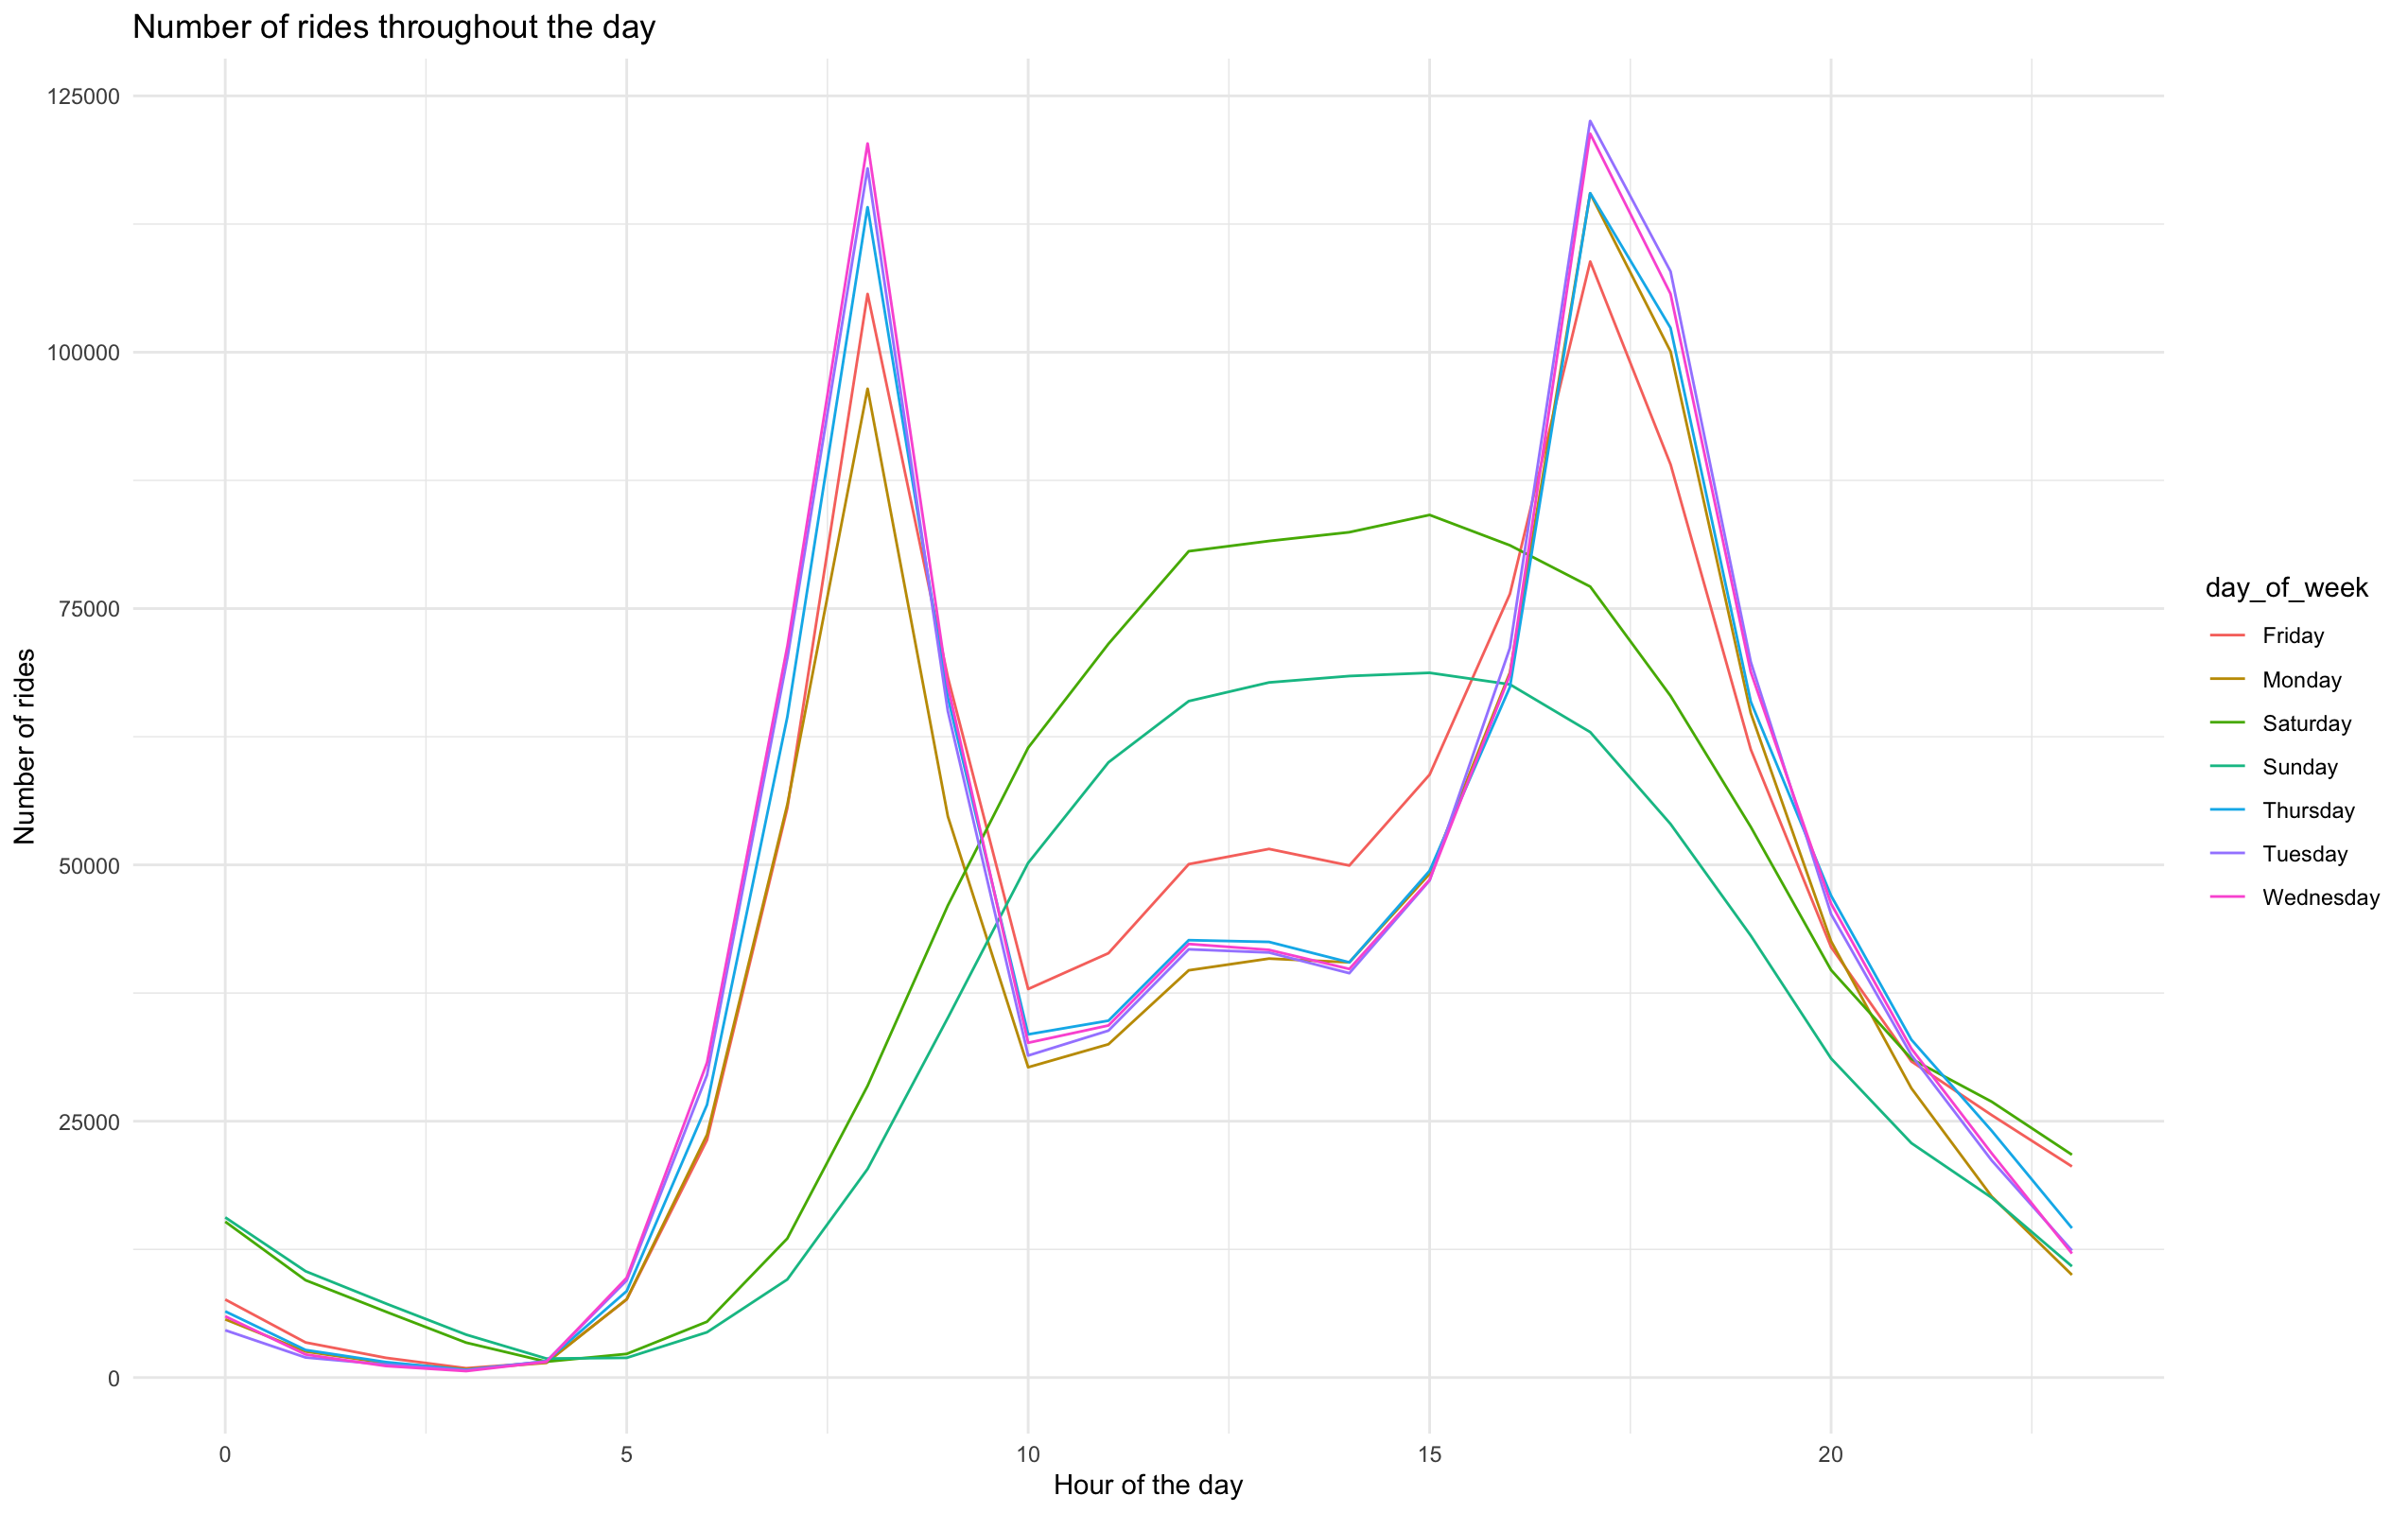 Number of rides throughout the day
125000
100000
75000
50000
25000
0
Number of rides
0 5 10 15 20
Hour of the day
day_of_week
Friday
Monday
Saturday
Sunday
Thursday
Tuesday
Wednesday